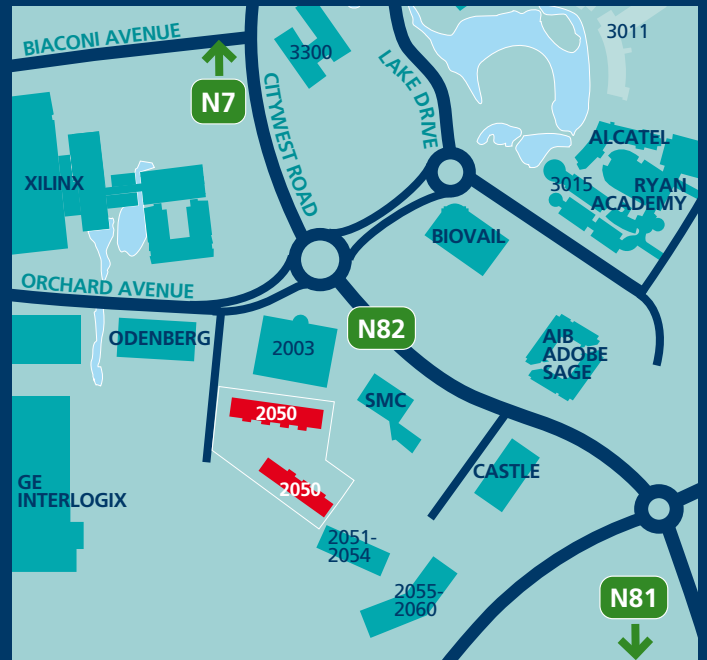 BIACONI AVENUE
3300
3011
LAKE DRIVE
N7
CITYWEST ROAD
ALCATEL
XILINX
3015
RYAN
ACADEMY
BIOVAIL
ORCHARD AVENUE
N82
ODENBERG
2003
AIB
ADOBE
SAGE
SMC
2050
CASTLE
GE
INTERLOGIX
2050
2051-
2054
2055-
2060
N81